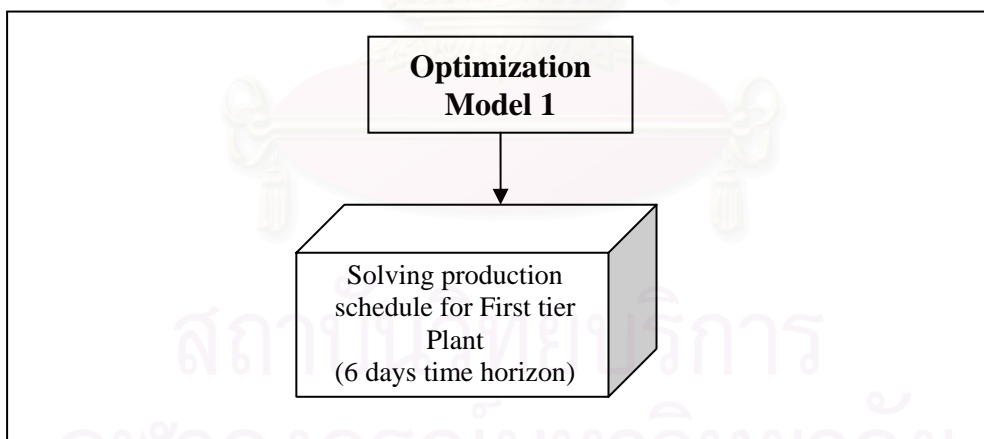 Optimization
Model 1
Solving production
schedule for First tier
Plant
(6 days time horizon)
สถาบันวิทยบริการ